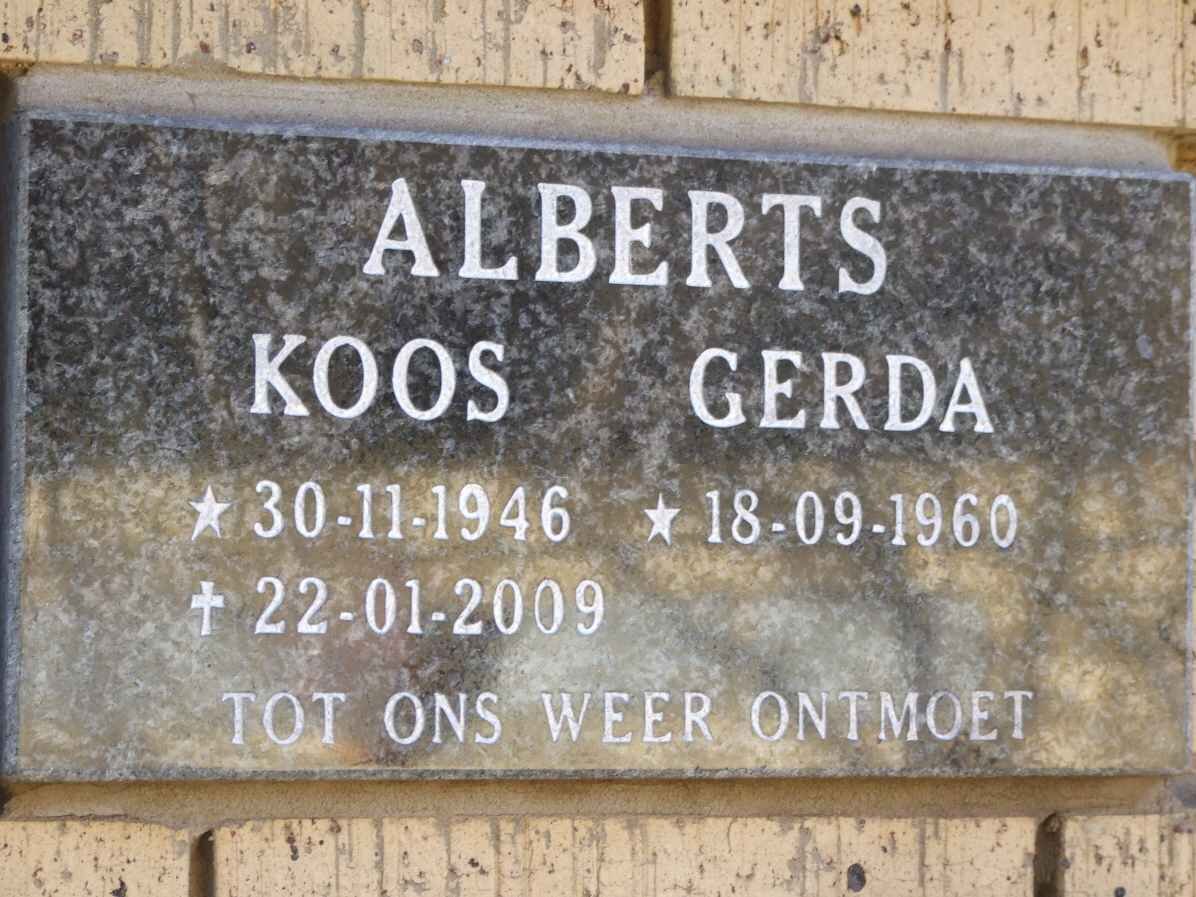 ALBERTS
KOOS GERDA
★ 30-11-1946 ★ 18-09-1960
✝ 22-01-2009
TOT ONS WEER ONTMOET